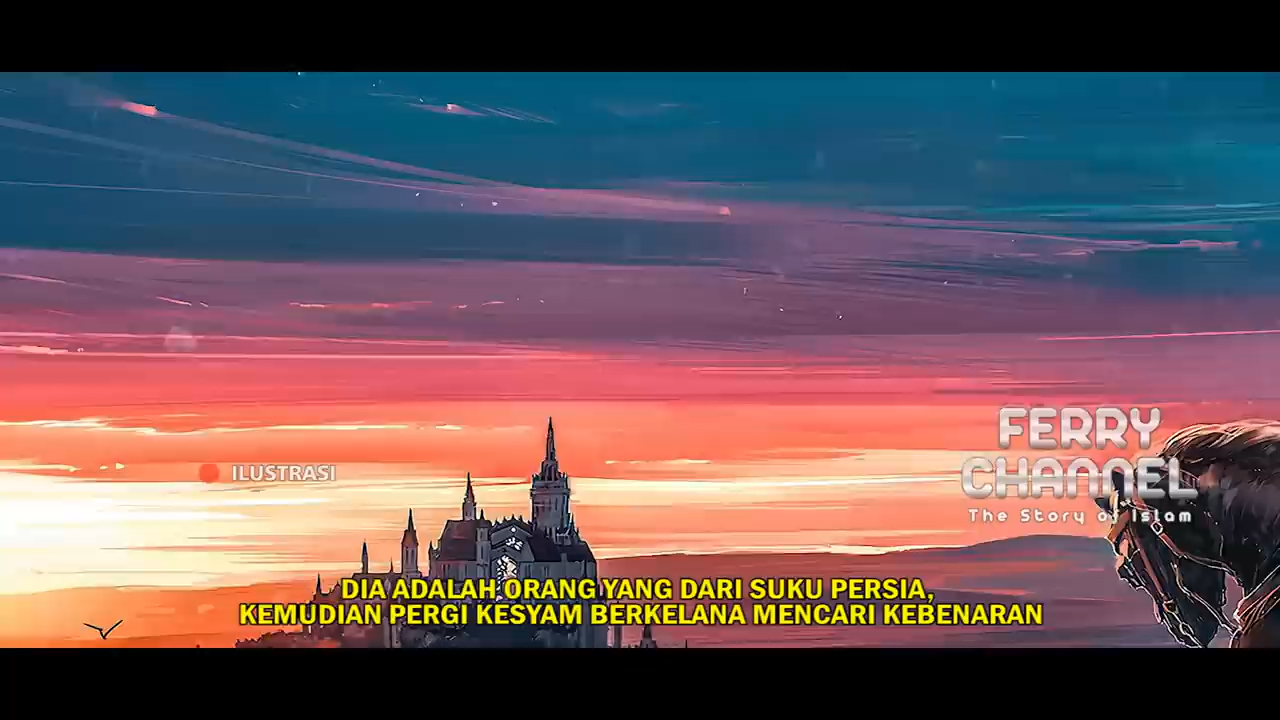 FERRY
CHANNEL
The Story of Islam
ILUSTRASI
DIA ADALAH ORANG YANG DARI SUKU PERSIA,
KEMUDIAN PERGI KESYAM BERKELANA MENCARI KEBENARAN